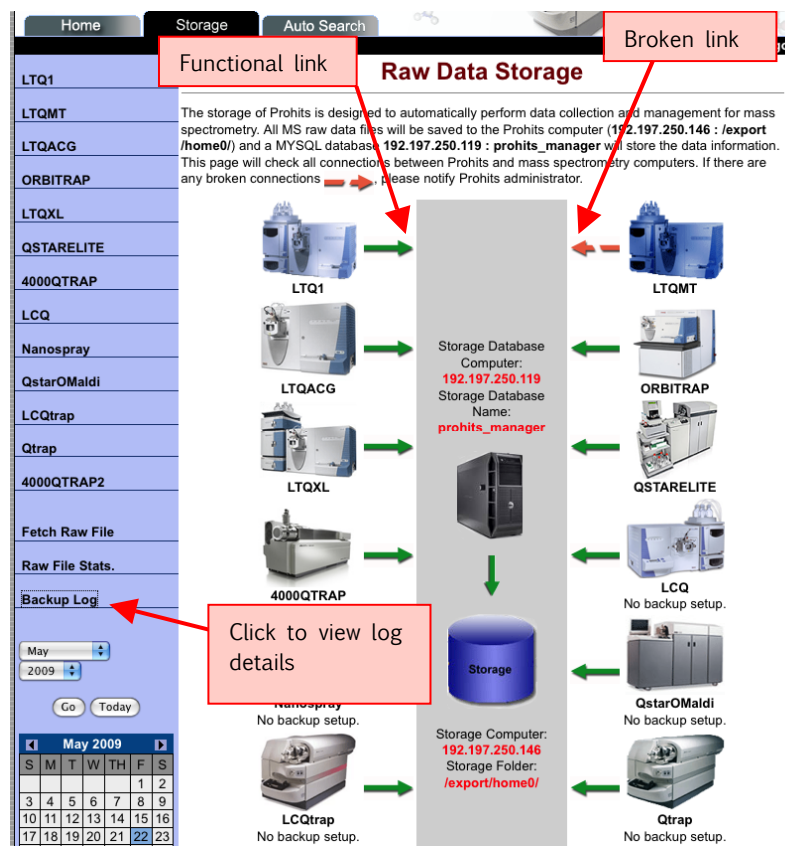 Home
Storage
Auto Search
Functional link
Broken link
Raw Data Storage
The storage of Prohits is designed to automatically perform data collection and management for mass
spectrometry. All MS raw data files will be saved to the Prohits computer (192.197.250.146 : /export
/home0/) and a MYSQL database 192.197.250.119 : prohits_manager will store the data information.
This page will check all connections between Prohits and mass spectrometry computers. If there are
any broken connections , please notify Prohits administrator.
LTQ1
LTQMT
LTQACG
ORBITRAP
LTQXL
QSTARELITE
4000QTRAP
LCQ
Nanospray
QstarOMaldi
LCQtrap
Qtrap
4000QTRAP2
Fetch Raw File
Raw File Stats.
Backup Log
May
2009
Go
Today
May 2009
S M T W TH F S
1 2
3 4 5 6 7 8 9
10 11 12 13 14 15 16
17 18 19 20 21 22 23
LTQ1
LTQACG
LTQXL
4000QTRAP
Click to view log
details
Nanospray
No backup setup.
LCQtrap
No backup setup.
Storage Database
Computer:
192.197.250.119
Storage Database
Name:
prohits_manager
Storage
Storage Computer:
192.197.250.146
Storage Folder:
/export/home0/
LTQMT
ORBITRAP
QSTARELITE
LCQ
No backup setup.
QstarOMaldi
No backup setup.
Qtrap
No backup setup.